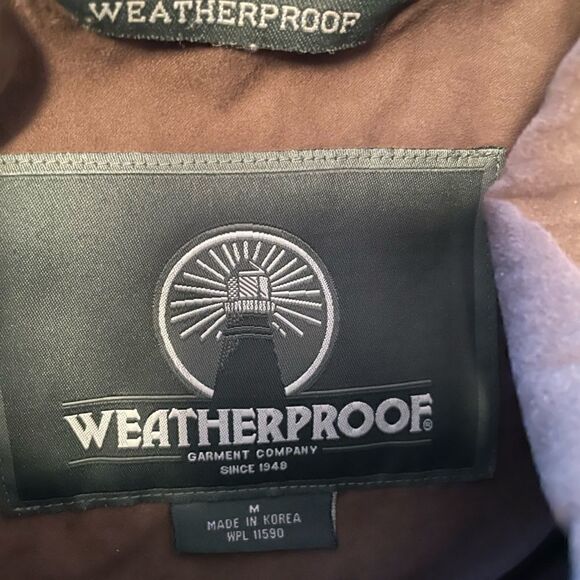 WEATHERPROOF
WEATHERPROOF®
GARMENT COMPANY
SINCE 1948
M
MADE IN KOREA
WPL 11590